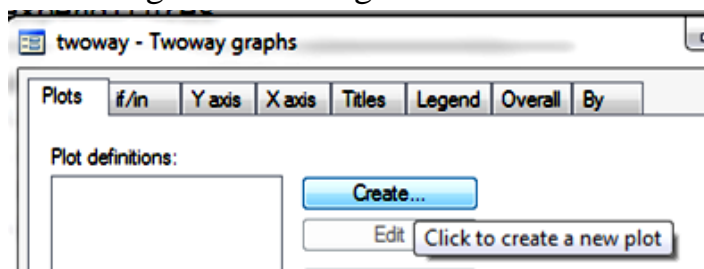 twoway - Twoway graphs
Plots if/in Y axis X axis Titles Legend Overall By
Plot definitions:
Create...
Edit
Click to create a new plot